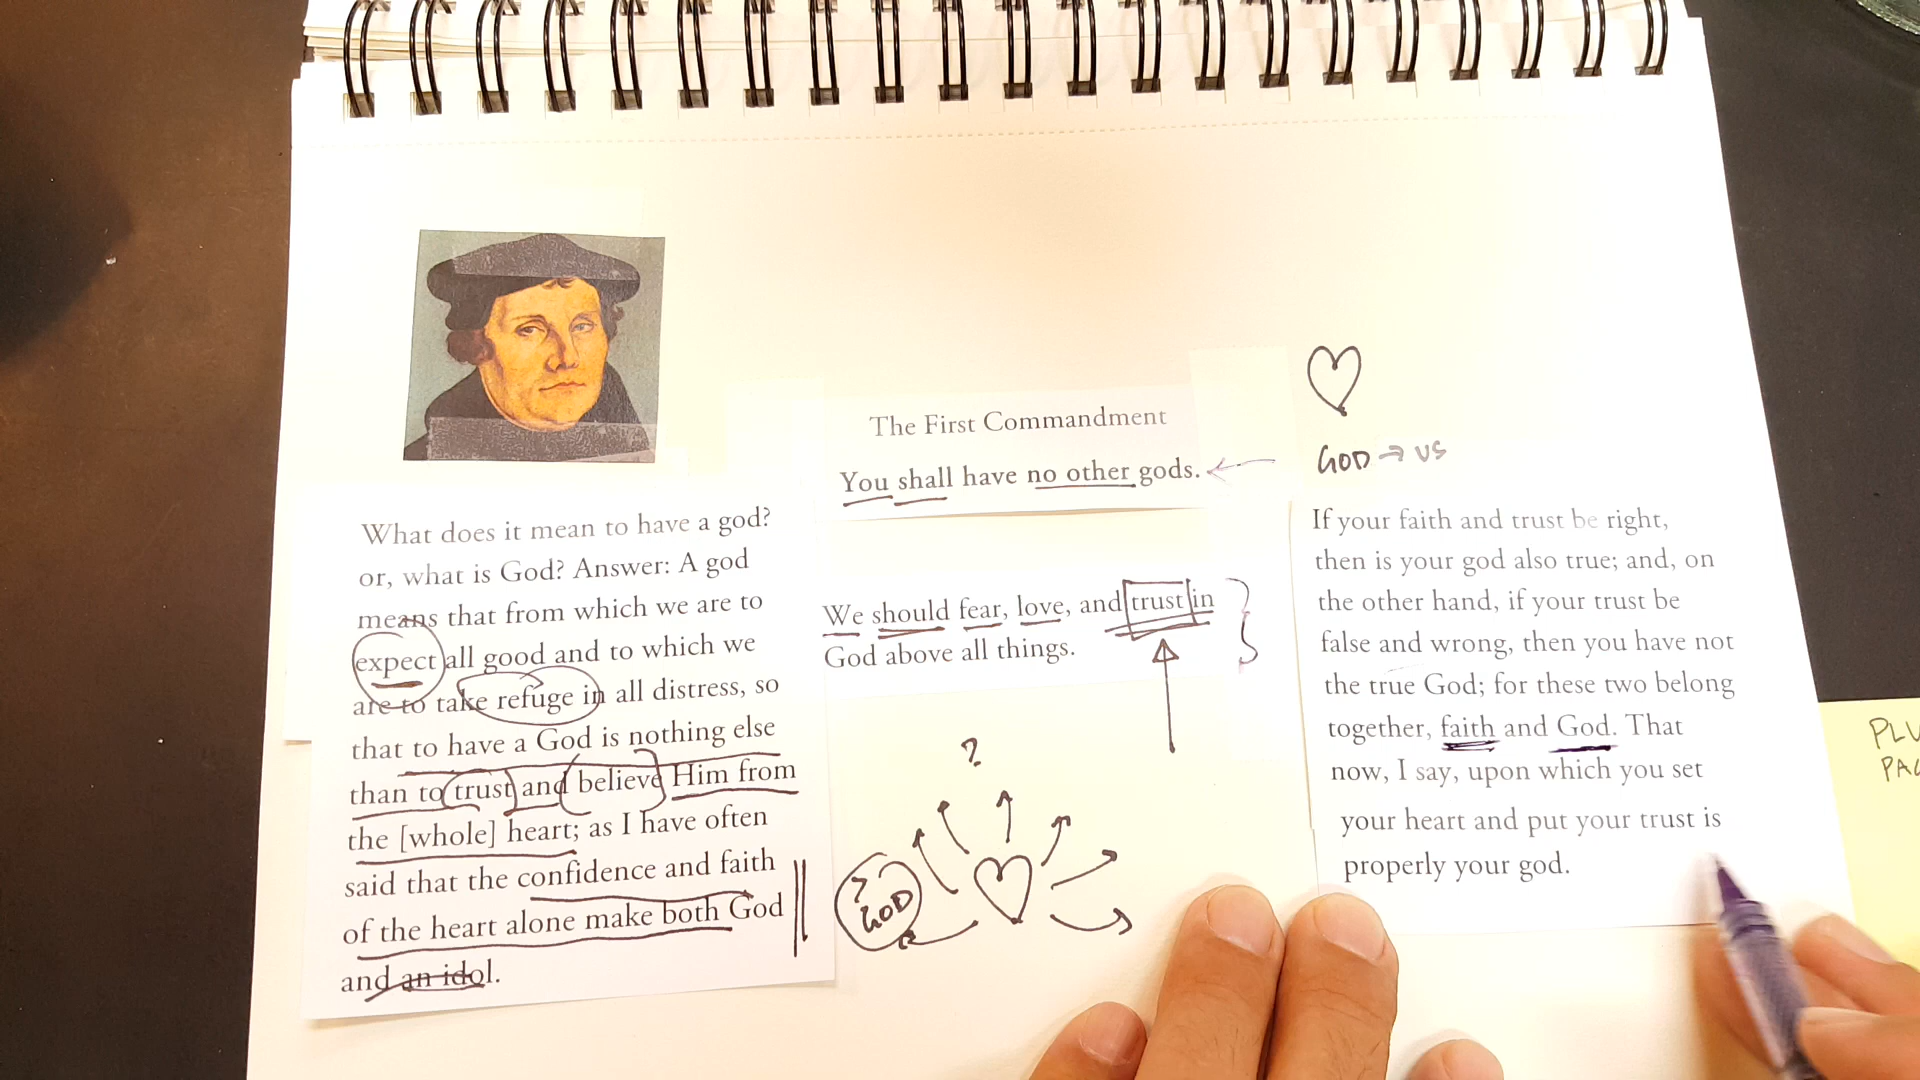 What does it mean to have a god?
or, what is God? Answer: A god
means that from which we are to
expect all good and to which we
are to take refuge in all distress, so
that to have a God is nothing else
than to trust and believe Him from
the [whole] heart; as I have often
said that the confidence and faith
of the heart alone make both God
and an idol.
The First Commandment
You shall have no other gods.
We should fear, love, and trust in
God above all things.
?
GOD
GOD → US
If your faith and trust be right,
then is your god also true; and, on
the other hand, if your trust be
false and wrong, then you have not
the true God; for these two belong
together, faith and God. That
now, I say, upon which you set
your heart and put your trust is
properly your god.